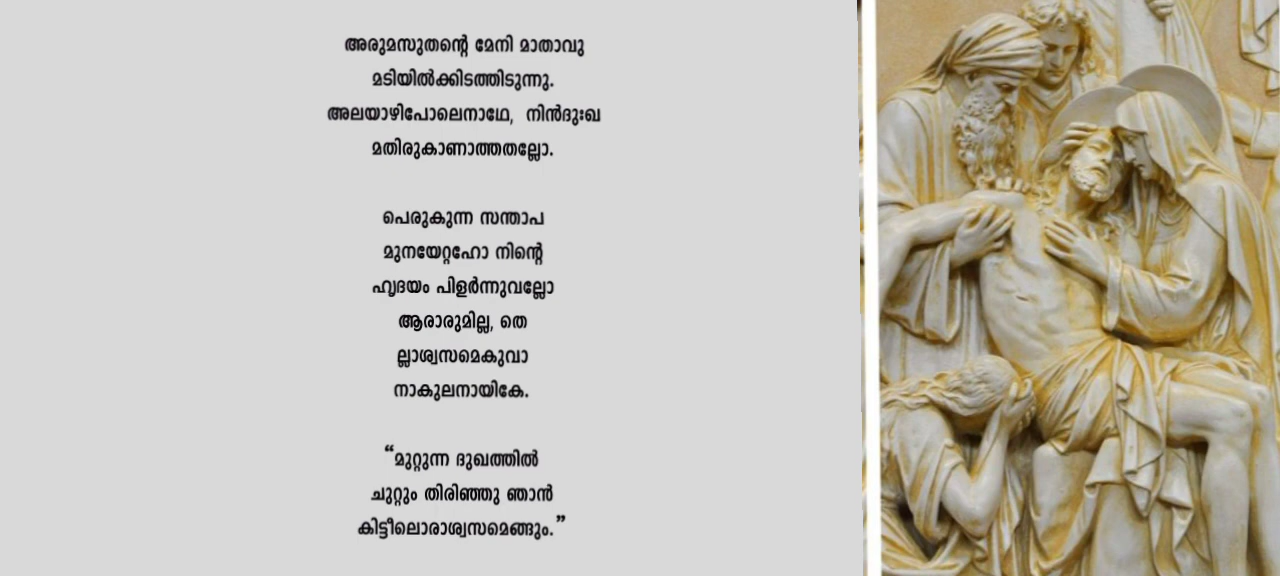 അരുമസുതന്റെ മേനി മാതാവു
മടിയിൽക്കിടത്തിടുന്നു.
അലയാഴിപോലെനാഥേ, നിൻദുഃഖ
മതിരുകാണാത്തതല്ലോ.
പെരുകുന്ന സന്താപ
മുനയേറ്റഹോ നിന്റെ
ഹൃദയം പിളർന്നുവല്ലോ
ആരാരുമില്ല, തെ
ല്ലാശ്വസമെകുവാ
നാകുലനായികേ.
“മുറ്റുന്ന ദുഖത്തിൽ
ചുറ്റും തിരിഞ്ഞു ഞാൻ
കിട്ടീലൊരാശ്വസമെങ്ങും.”